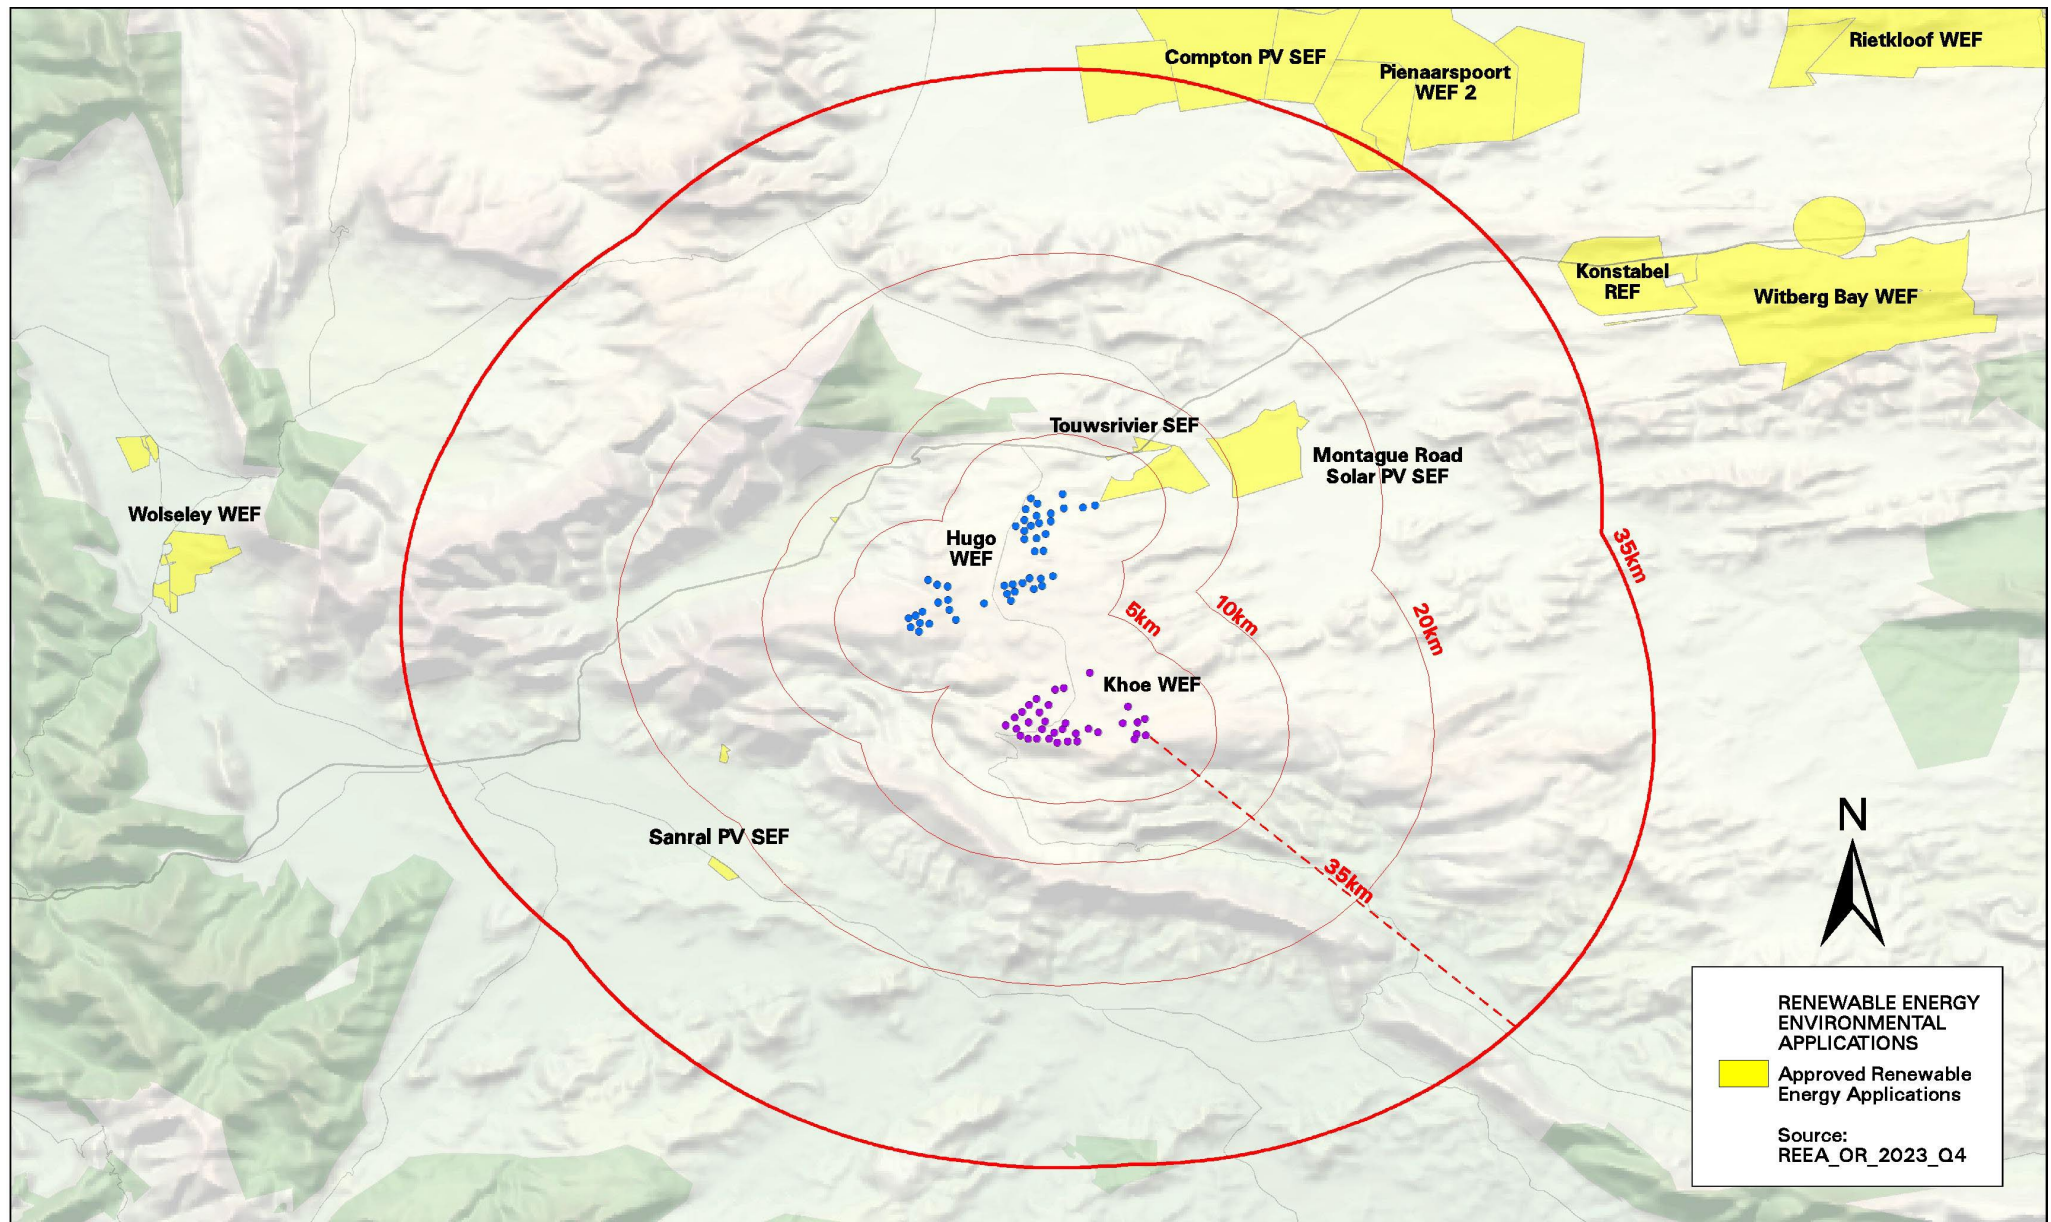 Compton PV SEF
Pienaarspoort
WEF 2
Rietkloof WEF
Konstabel
REF
Witberg Bay WEF
Touwsrivier SEF
Montague Road
Solar PV SEF
Wolseley WEF
Hugo
WEF
35km
5km
10km
20km
Khoe WEF
Sanral PV SEF
35km
N
RENEWABLE ENERGY
ENVIRONMENTAL
APPLICATIONS
Approved Renewable
Energy Applications
Source:
REEA_OR_2023_Q4